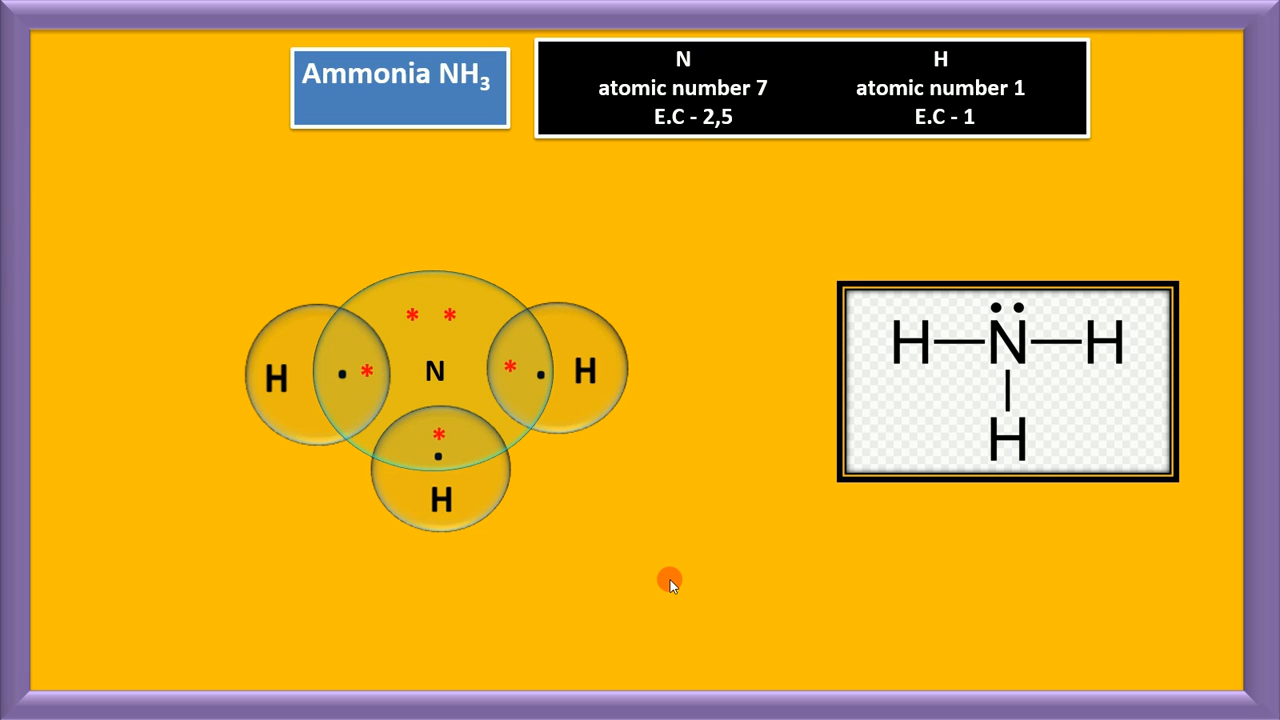 Ammonia NH₃
N
atomic number 7
E.C - 2,5
H
atomic number 1
E.C - 1
* *
H . * N * . H
*
.
H
H—N—H
H